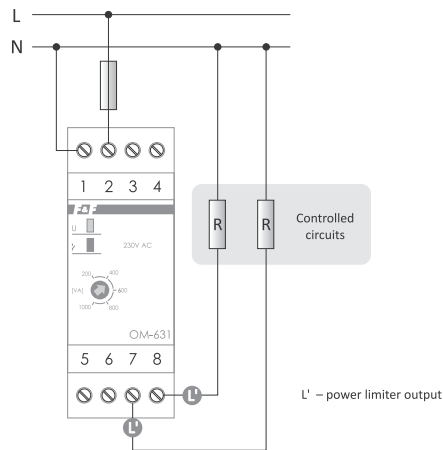 L
N
1 2 3 4
F&F
U
230V AC
200 400
[VA] 600
1000 800
OM-631
5 6 7 8
L'
L'
R R
Controlled
circuits
L' – power limiter output